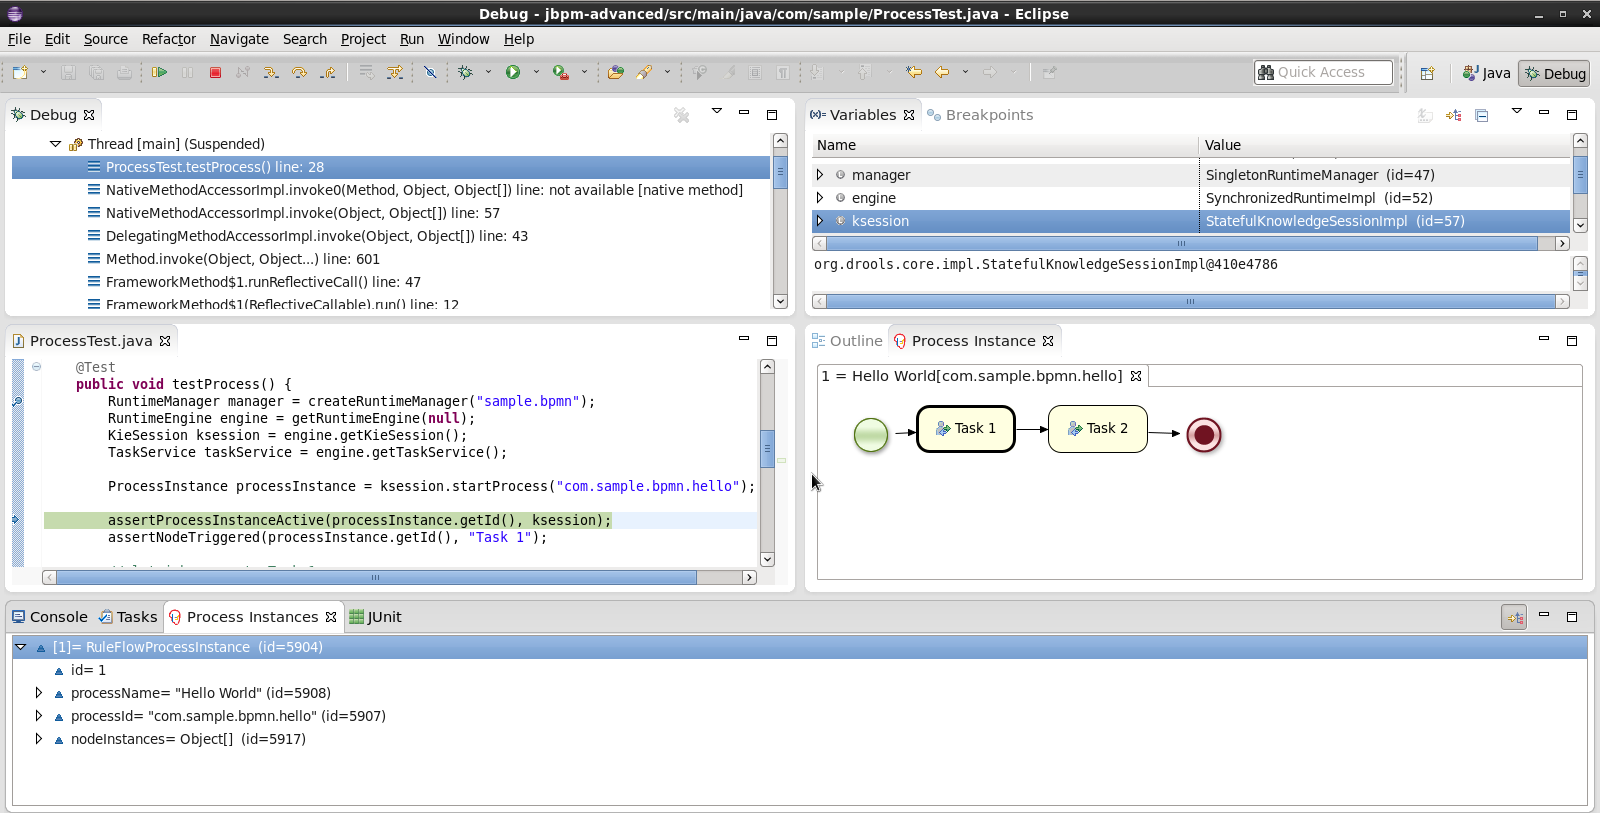 Debug - jbpm-advanced/src/main/java/com/sample/ProcessTest.java - Eclipse
File Edit Source Refactor Navigate Search Project Run Window Help
Quick Access
Java
Debug
Debug
Thread [main] (Suspended)
ProcessTest.testProcess() line: 28
NativeMethodAccessorImpl.invoke0(Method, Object, Object[]) line: not available [native method]
NativeMethodAccessorImpl.invoke(Object, Object[]) line: 57
DelegatingMethodAccessorImpl.invoke(Object, Object[]) line: 43
Method.invoke(Object, Object...) line: 601
FrameworkMethod$1.runReflectiveCall() line: 47
FrameworkMethod$1(ReflectiveCallable).run() line: 12
(x)= Variables
Breakpoints
Name Value
manager SingletonRuntimeManager (id=47)
engine SynchronizedRuntimeImpl (id=52)
ksession StatefulKnowledgeSessionImpl (id=57)
org.drools.core.impl.StatefulKnowledgeSessionImpl@410e4786
ProcessTest.java
@Test
public void testProcess() {
RuntimeManager manager = createRuntimeManager("sample.bpmn");
RuntimeEngine engine = getRuntimeEngine(null);
KieSession ksession = engine.getKieSession();
TaskService taskService = engine.getTaskService();
ProcessInstance processInstance = ksession.startProcess("com.sample.bpmn.hello");
assertProcessInstanceActive(processInstance.getId(), ksession);
assertNodeTriggered(processInstance.getId(), "Task 1");
Outline
Process Instance
1 = Hello World[com.sample.bpmn.hello]
Task 1
Task 2
Console
Tasks
Process Instances
JUnit
[1]= RuleFlowProcessInstance (id=5904)
id= 1
processName= "Hello World" (id=5908)
processId= "com.sample.bpmn.hello" (id=5907)
nodeInstances= Object[] (id=5917)